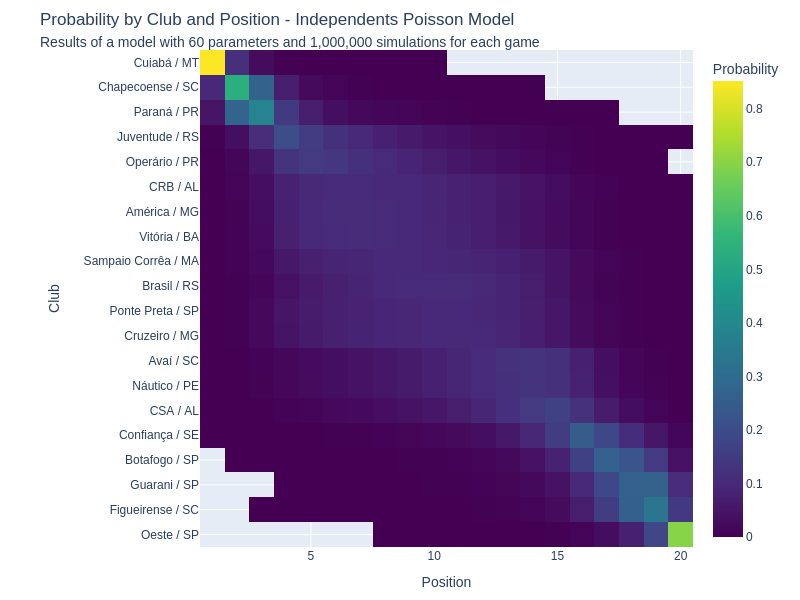 Probability by Club and Position - Independents Poisson Model
Results of a model with 60 parameters and 1,000,000 simulations for each game
Probability
Cuiabá / MT
Chapecoense / SC
Paraná / PR
Juventude / RS
Operário / PR
CRB / AL
América / MG
Vitória / BA
Sampaio Corrêa / MA
Brasil / RS
Ponte Preta / SP
Cruzeiro / MG
Avaí / SC
Náutico / PE
CSA / AL
Confiança / SE
Botafogo / SP
Guarani / SP
Figueirense / SC
Oeste / SP
Club
5
10
15
20
Position
0.8
0.7
0.6
0.5
0.4
0.3
0.2
0.1
0